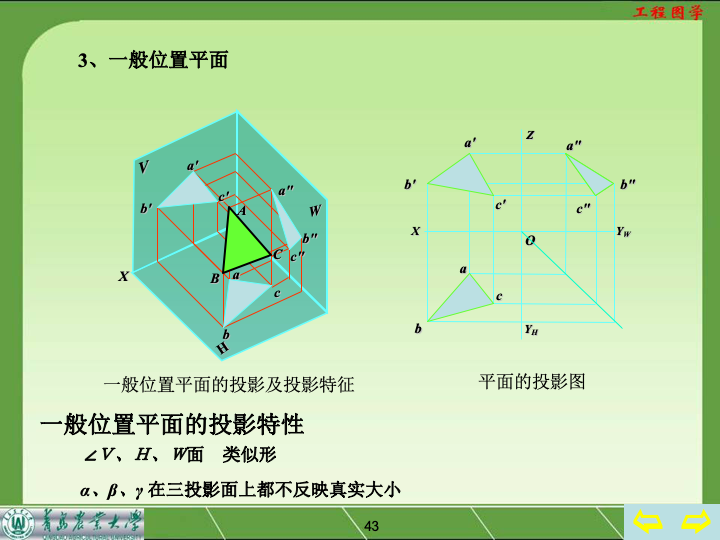 工程图学
3、一般位置平面
V
a'
b'
c'
A
a"
W
b"
C
c"
X
B
a
c
b
H
a'
Z
a"
b'
b"
c'
c"
X
O
YW
a
c
b
YH
一般位置平面的投影及投影特征
平面的投影图
一般位置平面的投影特性
∠V、H、W面 类似形
α、β、γ 在三投影面上都不反映真实大小
青岛农业大学
43